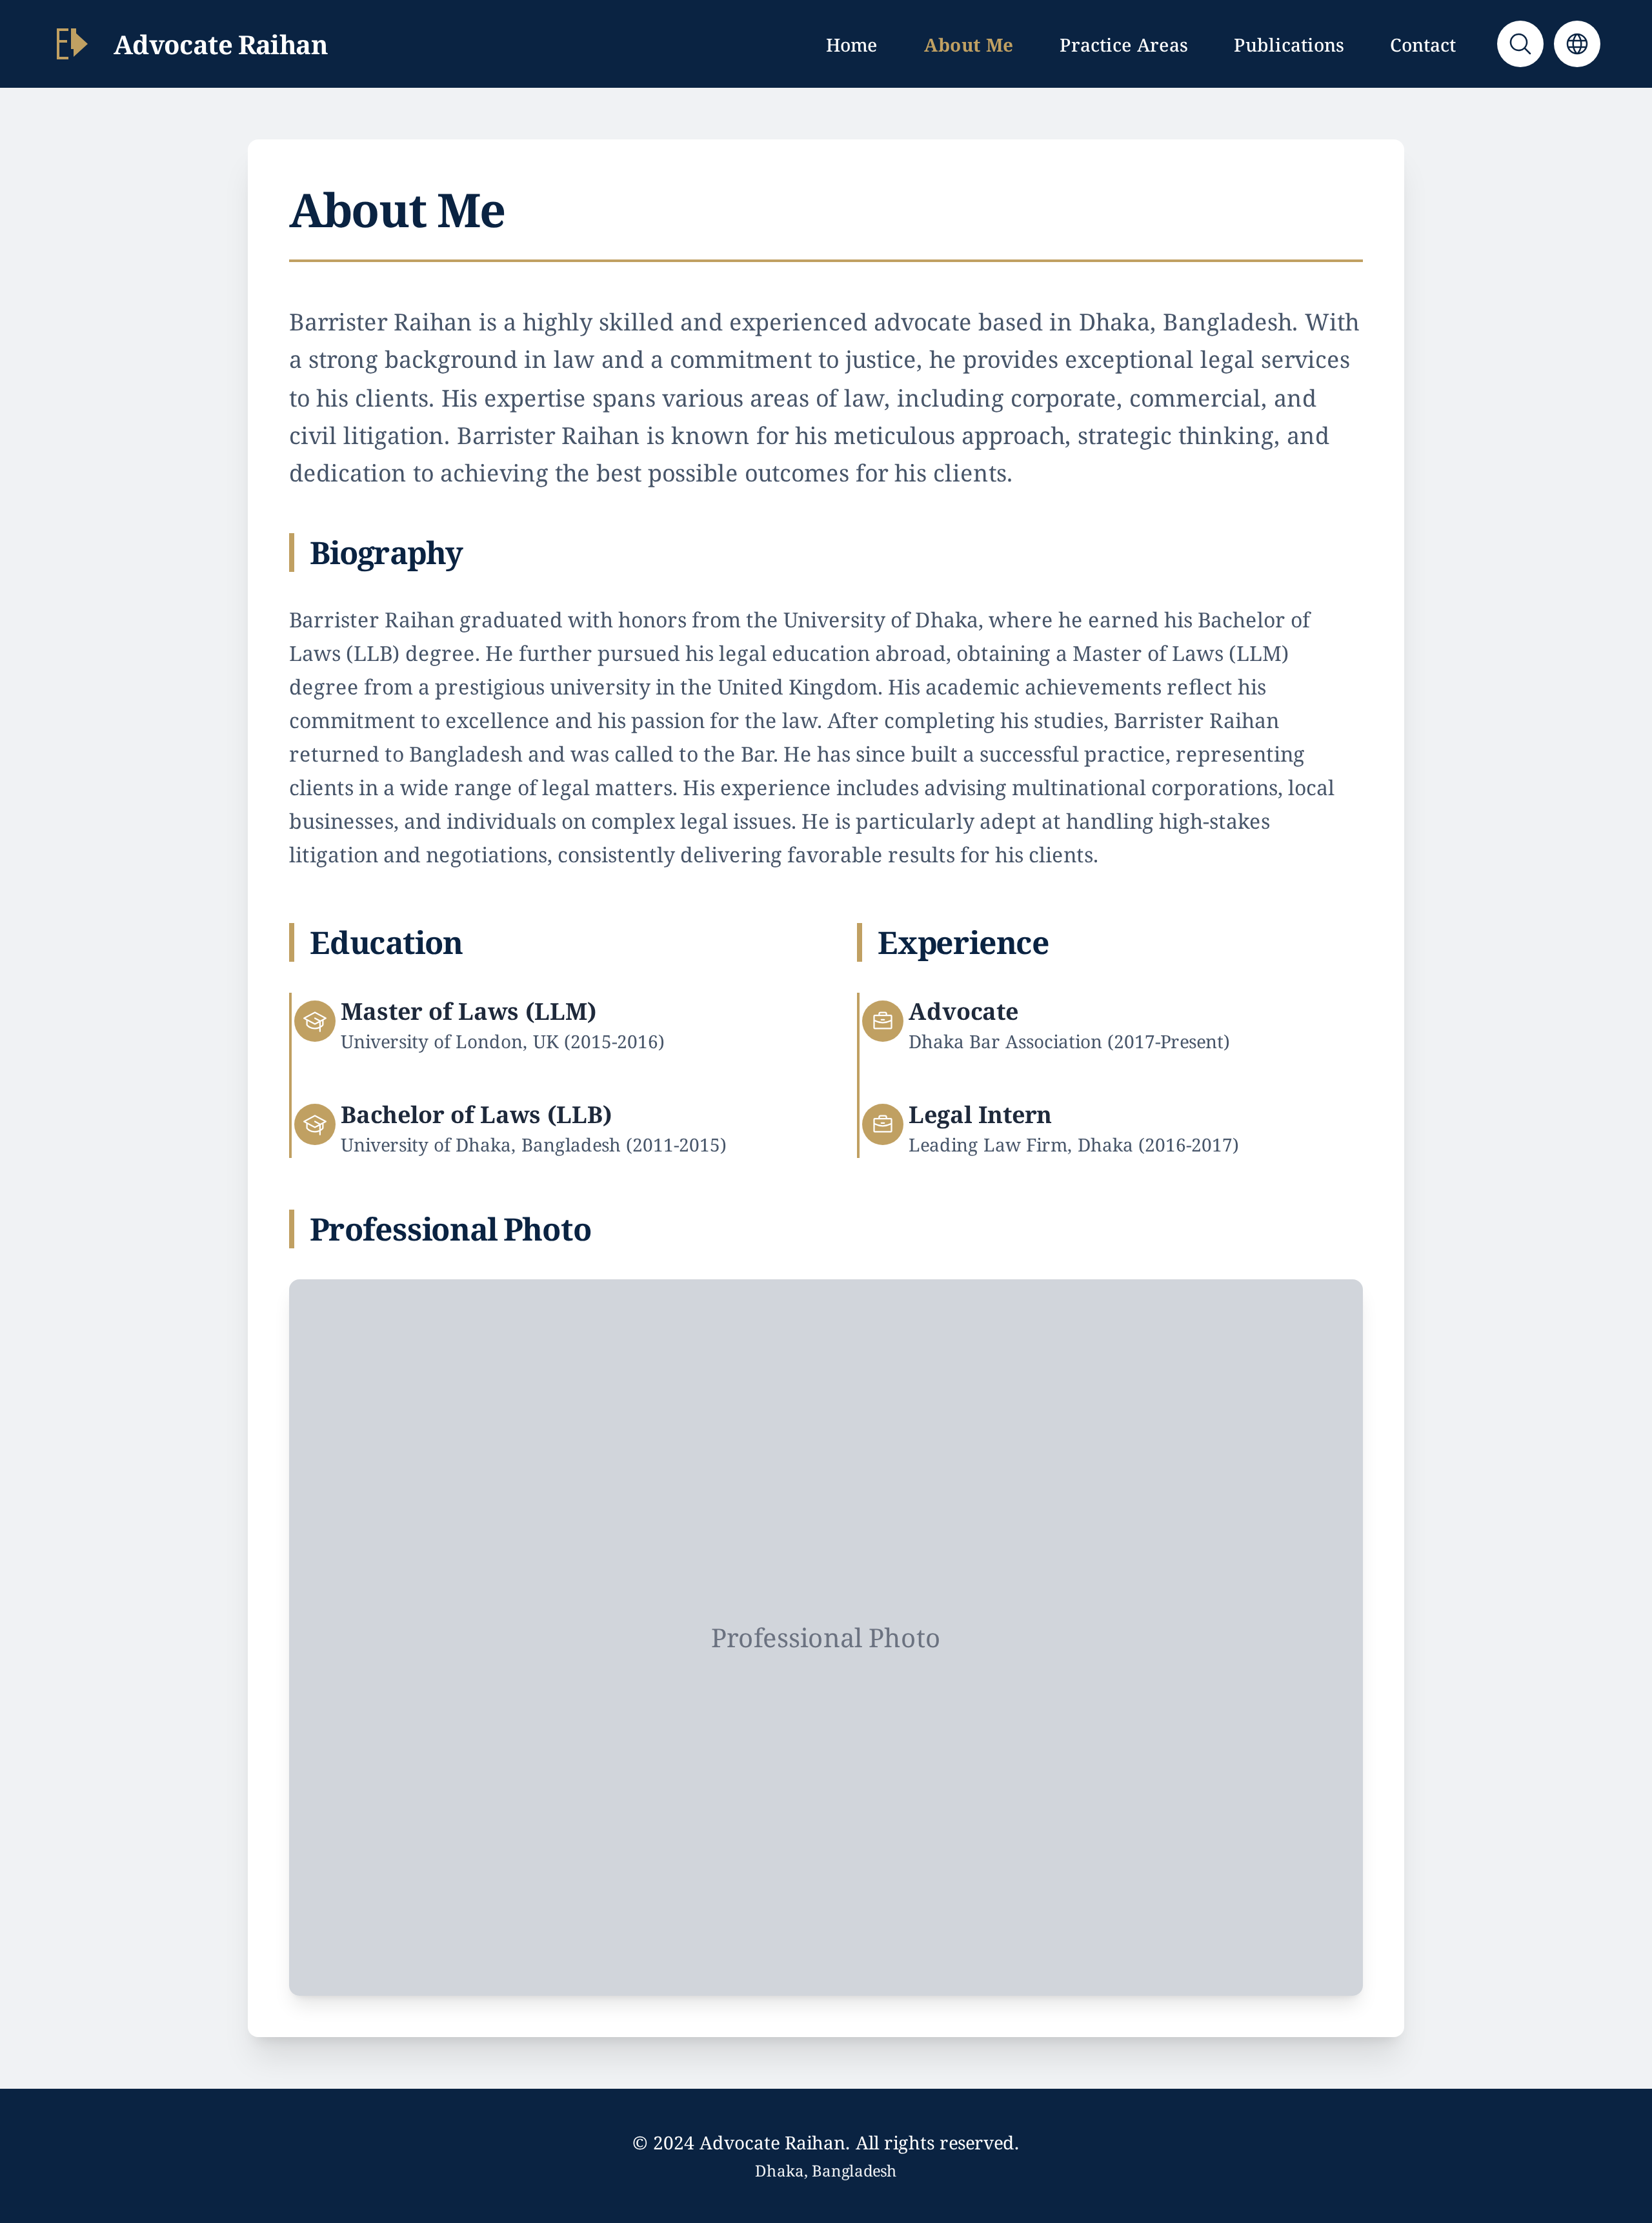 Advocate Raihan
Home
About Me
Practice Areas
Publications
Contact
About Me
Barrister Raihan is a highly skilled and experienced advocate based in Dhaka, Bangladesh. With
a strong background in law and a commitment to justice, he provides exceptional legal services
to his clients. His expertise spans various areas of law, including corporate, commercial, and
civil litigation. Barrister Raihan is known for his meticulous approach, strategic thinking, and
dedication to achieving the best possible outcomes for his clients.
Biography
Barrister Raihan graduated with honors from the University of Dhaka, where he earned his Bachelor of
Laws (LLB) degree. He further pursued his legal education abroad, obtaining a Master of Laws (LLM)
degree from a prestigious university in the United Kingdom. His academic achievements reflect his
commitment to excellence and his passion for the law. After completing his studies, Barrister Raihan
returned to Bangladesh and was called to the Bar. He has since built a successful practice, representing
clients in a wide range of legal matters. His experience includes advising multinational corporations, local
businesses, and individuals on complex legal issues. He is particularly adept at handling high-stakes
litigation and negotiations, consistently delivering favorable results for his clients.
Education
Master of Laws (LLM)
University of London, UK (2015-2016)
Bachelor of Laws (LLB)
University of Dhaka, Bangladesh (2011-2015)
Experience
Advocate
Dhaka Bar Association (2017-Present)
Legal Intern
Leading Law Firm, Dhaka (2016-2017)
Professional Photo
Professional Photo
© 2024 Advocate Raihan. All rights reserved.
Dhaka, Bangladesh